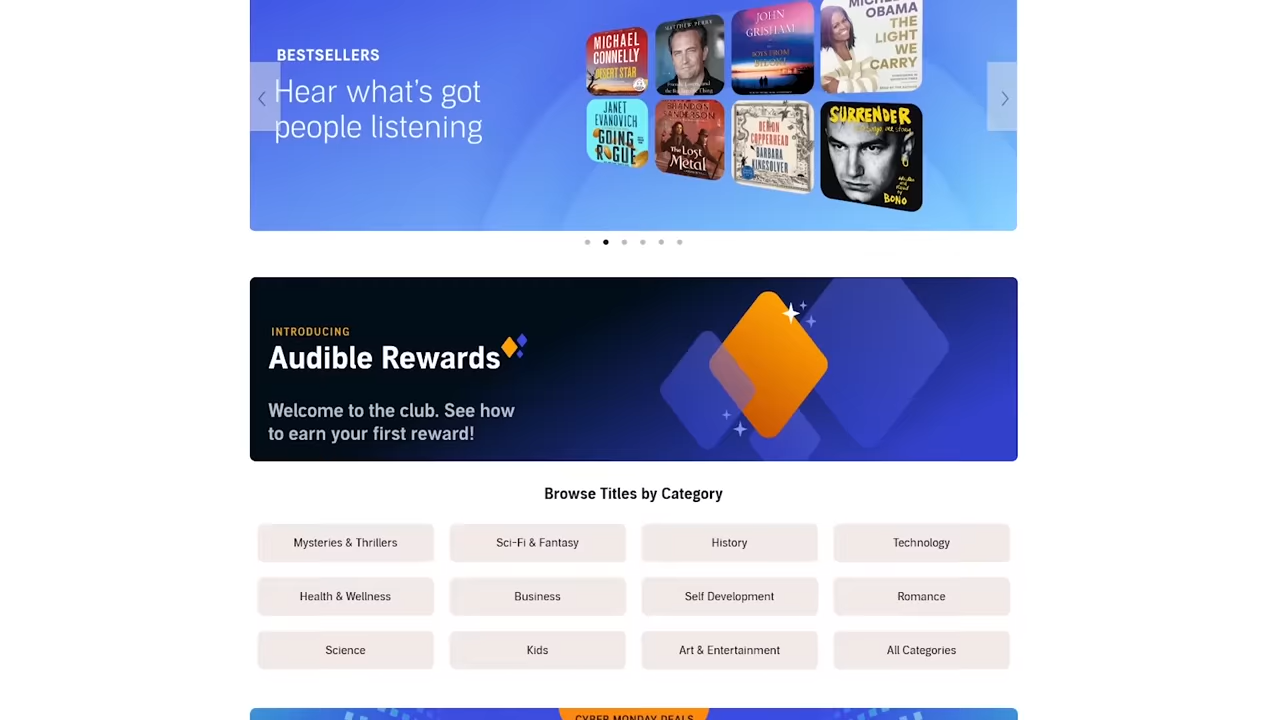 BESTSELLERS
Hear what's got
people listening
MICHAEL
CONNELLY
DESERT STAR
MATTHEW PERRY
JOHN
GRISHAM
BOYS FROM
BILOXI
OBAMA
THE
LIGHT
WE
CARRY
JANET
EVANOVICH
GOING
ROGUE
BRANDON
SANDERSON
The Lost
Metal
DEMON
COPPERHEAD
BARBARA
KINGSOLVER
SURRENDER
BONO
INTRODUCING
Audible Rewards
Welcome to the club. See how
to earn your first reward!
Browse Titles by Category
Mysteries & Thrillers
Sci-Fi & Fantasy
History
Technology
Health & Wellness
Business
Self Development
Romance
Science
Kids
Art & Entertainment
All Categories
CYBER MONDAY DEALS